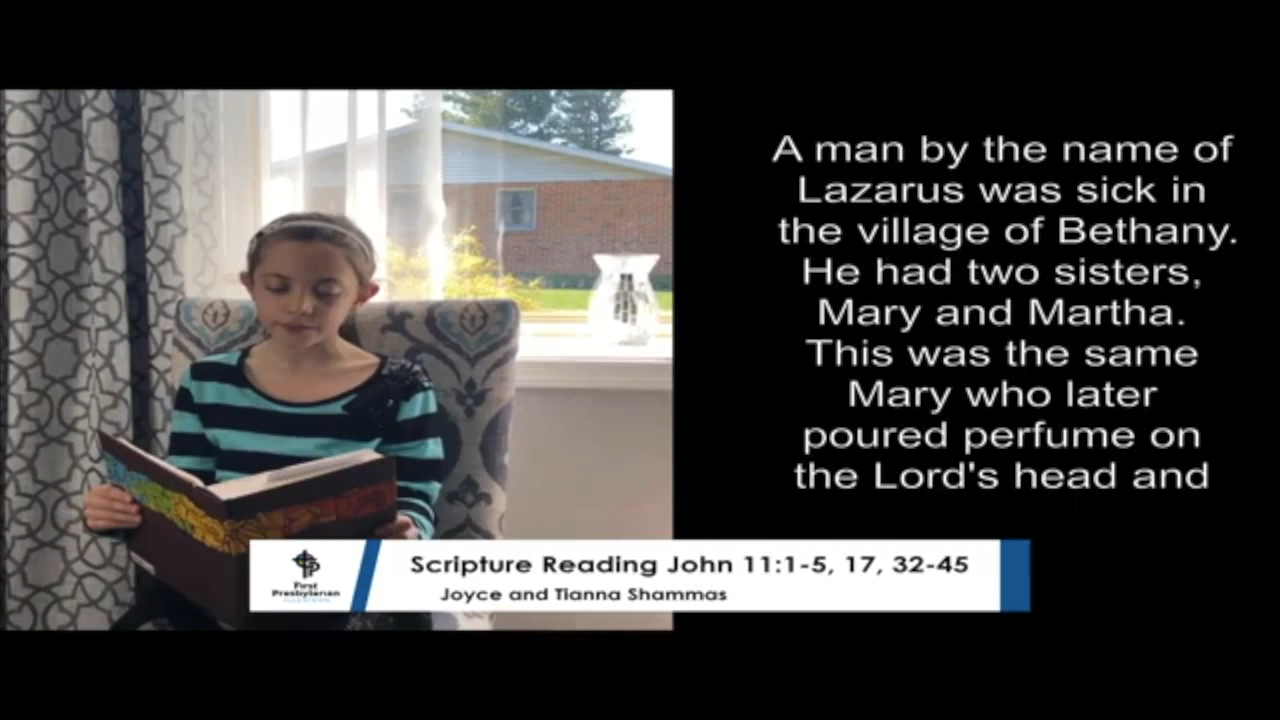 A man by the name of
Lazarus was sick in
the village of Bethany.
He had two sisters,
Mary and Martha.
This was the same
Mary who later
poured perfume on
the Lord's head and
Scripture Reading John 11:1-5, 17, 32-45
Joyce and Tianna Shammas
First
Presbyterian